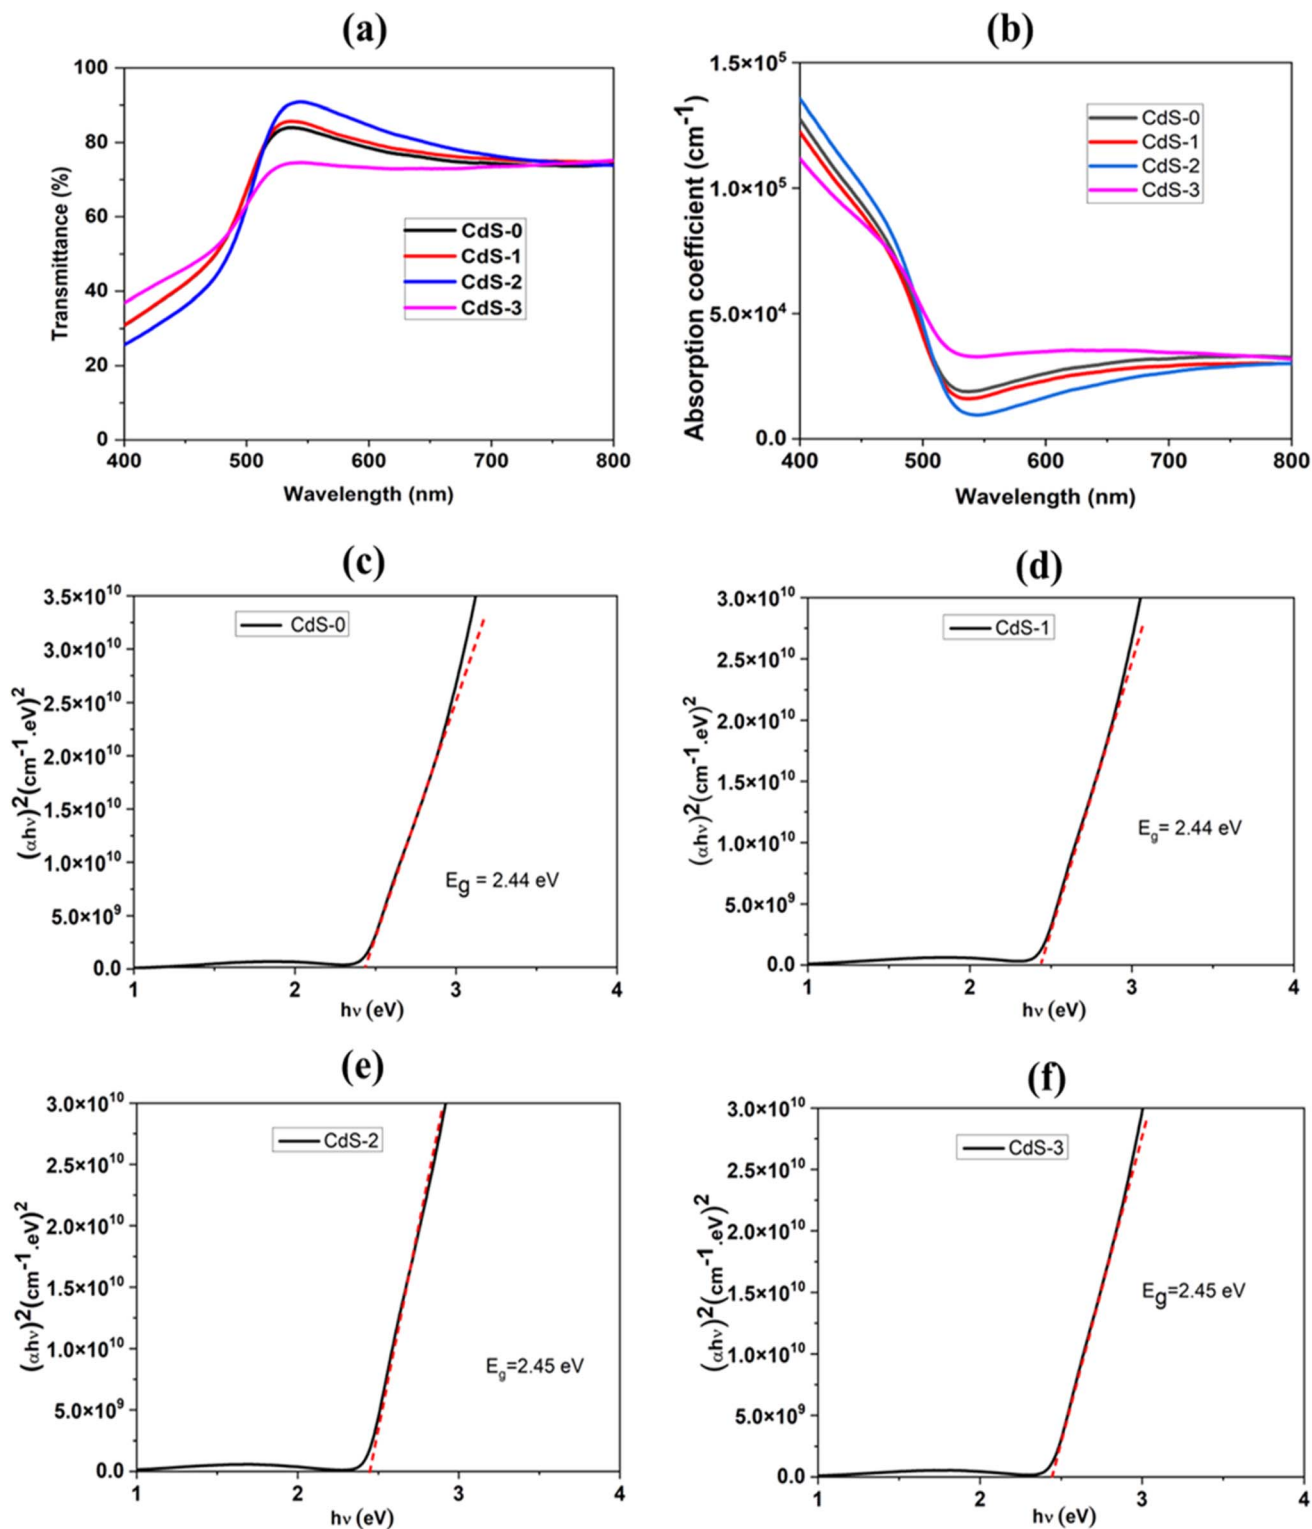 (a)
100
80
60
40
20
0
Transmittance (%)
CdS-0
CdS-1
CdS-2
CdS-3
400 500 600 700 800
Wavelength (nm)
(b)
1.5×10⁵
1.0×10⁵
5.0×10⁴
0.0
Absorption coefficient (cm⁻¹)
CdS-0
CdS-1
CdS-2
CdS-3
400 500 600 700 800
Wavelength (nm)
(c)
3.5×10¹⁰
3.0×10¹⁰
2.5×10¹⁰
2.0×10¹⁰
1.5×10¹⁰
1.0×10¹⁰
5.0×10⁹
0.0
(αhν)²(cm⁻¹.eV)²
CdS-0
Eg = 2.44 eV
1 2 3 4
hν (eV)
(d)
3.0×10¹⁰
2.5×10¹⁰
2.0×10¹⁰
1.5×10¹⁰
1.0×10¹⁰
5.0×10⁹
0.0
(αhν)²(cm⁻¹.eV)²
CdS-1
Eg= 2.44 eV
1 2 3 4
hν (eV)
(e)
3.0×10¹⁰
2.5×10¹⁰
2.0×10¹⁰
1.5×10¹⁰
1.0×10¹⁰
5.0×10⁹
0.0
(αhν)²(cm⁻¹.eV)²
CdS-2
Eg=2.45 eV
1 2 3 4
hν (eV)
(f)
3.0×10¹⁰
2.5×10¹⁰
2.0×10¹⁰
1.5×10¹⁰
1.0×10¹⁰
5.0×10⁹
0.0
(αhν)²(cm⁻¹.eV)²
CdS-3
Eg=2.45 eV
1 2 3 4
hν (eV)